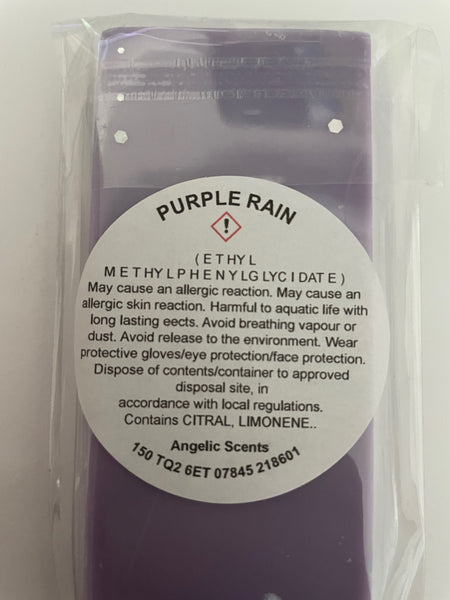 PURPLE RAIN
!
(ETHYL
METHYLPHENYLGLYCIDATE)
May cause an allergic reaction. May cause an
allergic skin reaction. Harmful to aquatic life with
long lasting eects. Avoid breathing vapour or
dust. Avoid release to the environment. Wear
protective gloves/eye protection/face protection.
Dispose of contents/container to approved
disposal site, in
accordance with local regulations.
Contains CITRAL, LIMONENE..
Angelic Scents
150 TQ2 6ET 07845 218601